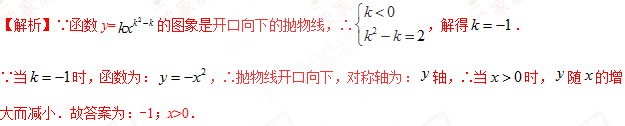 【解析】∵函数 y=kx^{k²−k} 的图象是开口向下的抛物线，∴{k<0, k²−k=2，解得 k=−1．
∵当 k=−1 时，函数为：y=−x²，∴抛物线开口向下，对称轴为：y 轴，∴当 x>0 时，y 随 x 的增
大而减小．故答案为：-1；x>0．